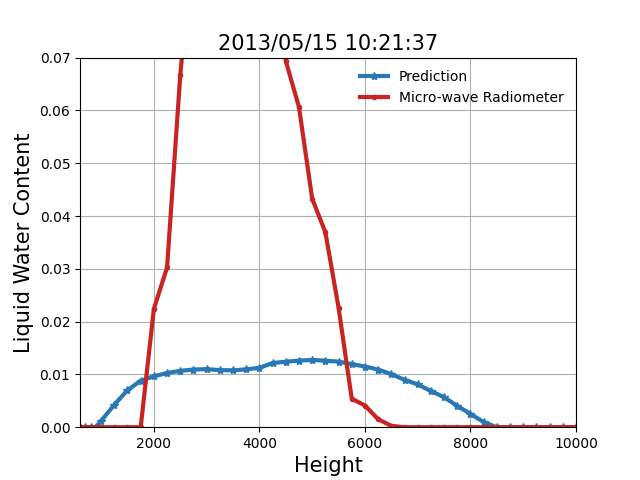 2013/05/15 10:21:37
Prediction
Micro-wave Radiometer
Liquid Water Content
0.07
0.06
0.05
0.04
0.03
0.02
0.01
0.00
2000 4000 6000 8000 10000
Height